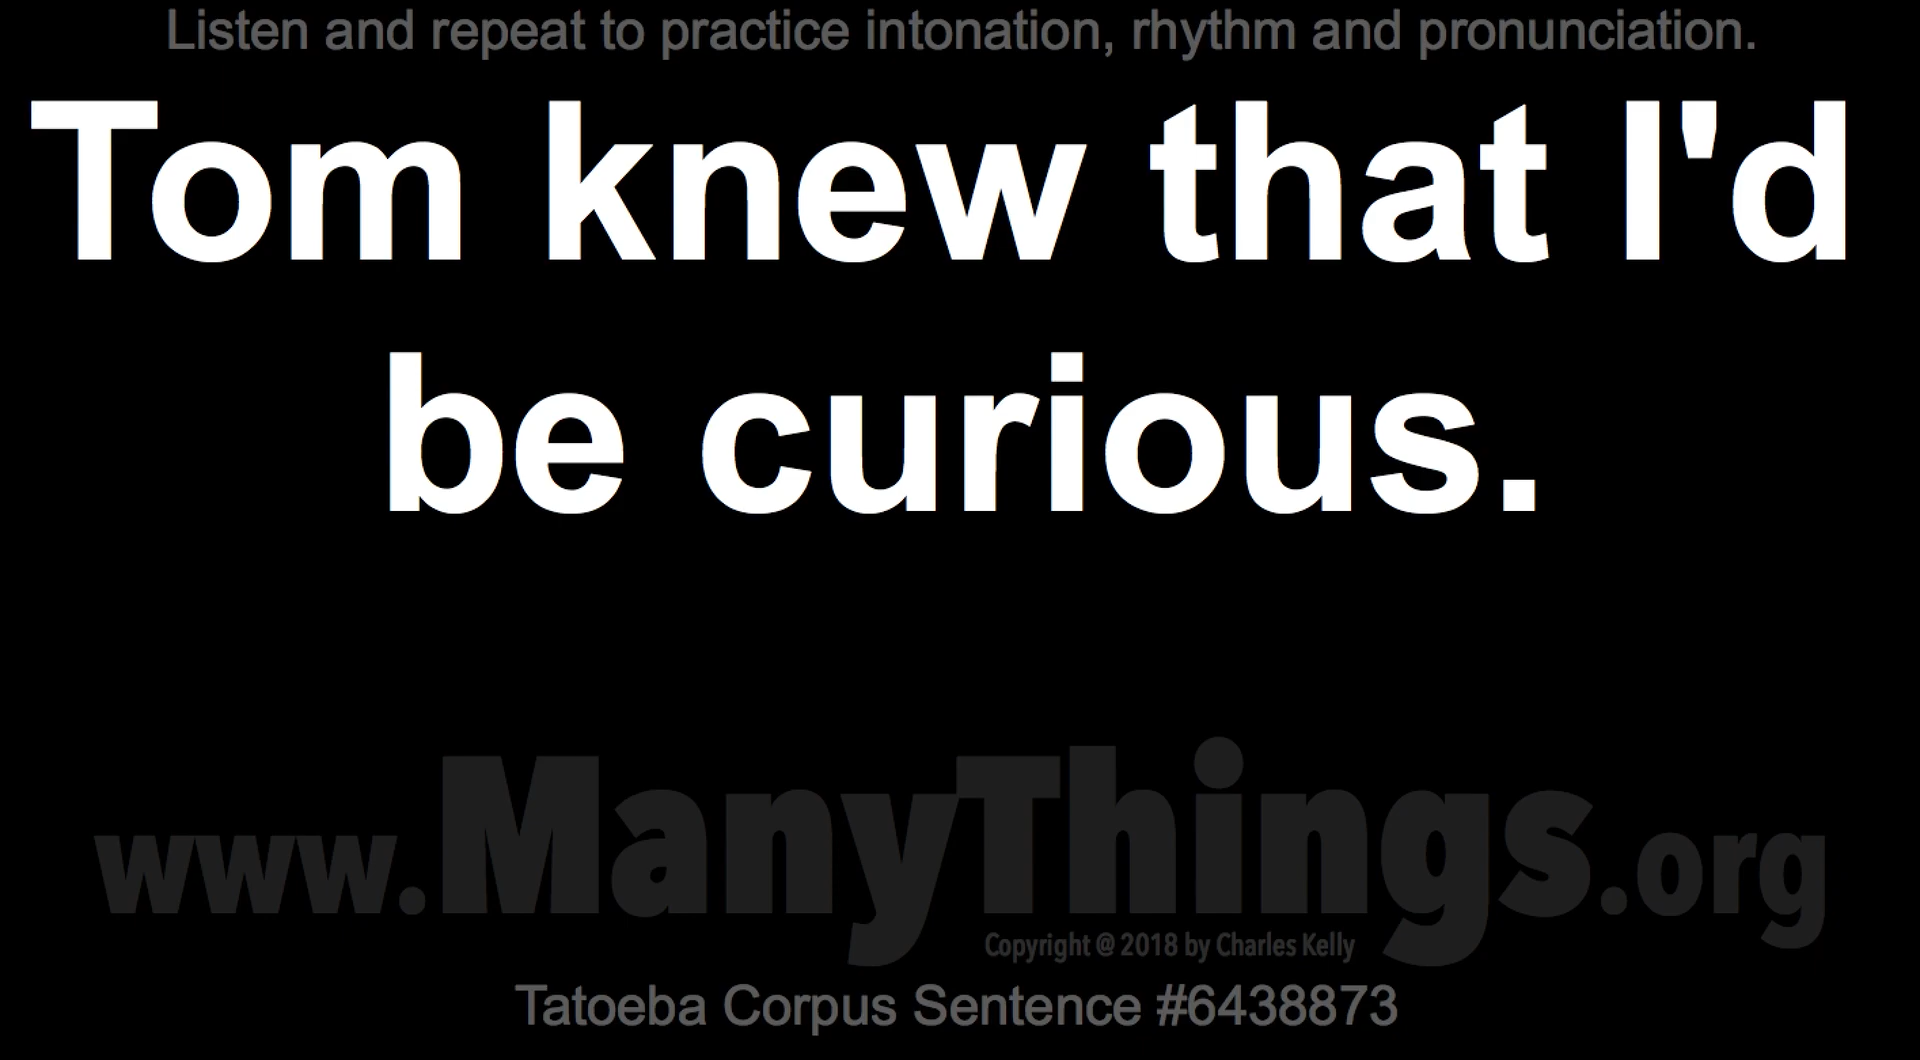 Listen and repeat to practice intonation, rhythm and pronunciation.
Tom knew that I'd
be curious.
www.ManyThings.org
Copyright @ 2018 by Charles Kelly
Tatoeba Corpus Sentence #6438873